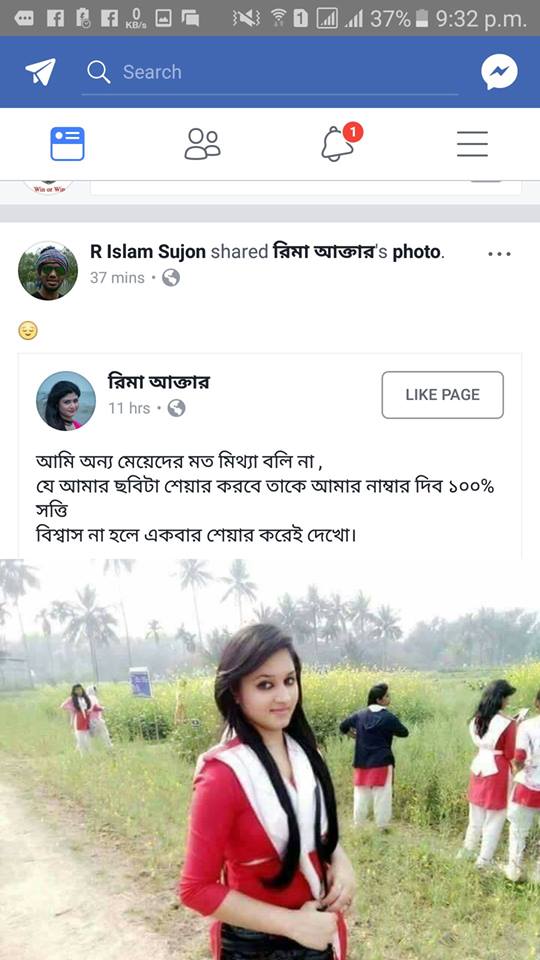 0
KB/s
1
37%
9:32 p.m.
Search
1
Win or Win
R Islam Sujon shared রিমা আক্তার's photo.
37 mins
রিমা আক্তার
11 hrs
LIKE PAGE
আমি অন্য মেয়েদের মত মিথ্যা বলি না ,
যে আমার ছবিটা শেয়ার করবে তাকে আমার নাম্বার দিব ১০০%
সত্তি
বিশ্বাস না হলে একবার শেয়ার করেই দেখো।